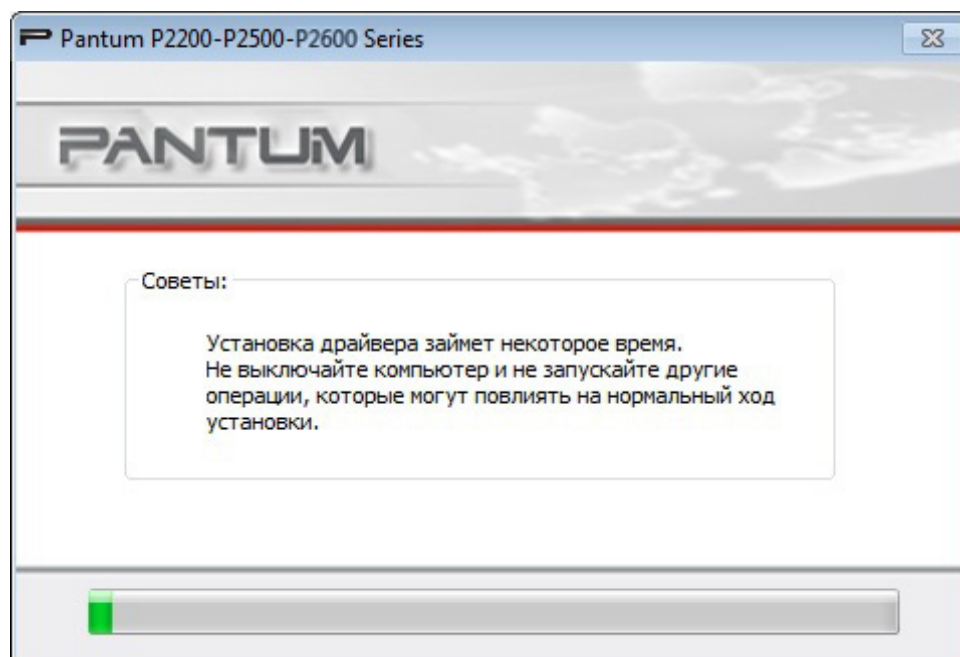 Pantum P2200-P2500-P2600 Series
PANTUM
Советы:
Установка драйвера займет некоторое время.
Не выключайте компьютер и не запускайте другие
операции, которые могут повлиять на нормальный ход
установки.